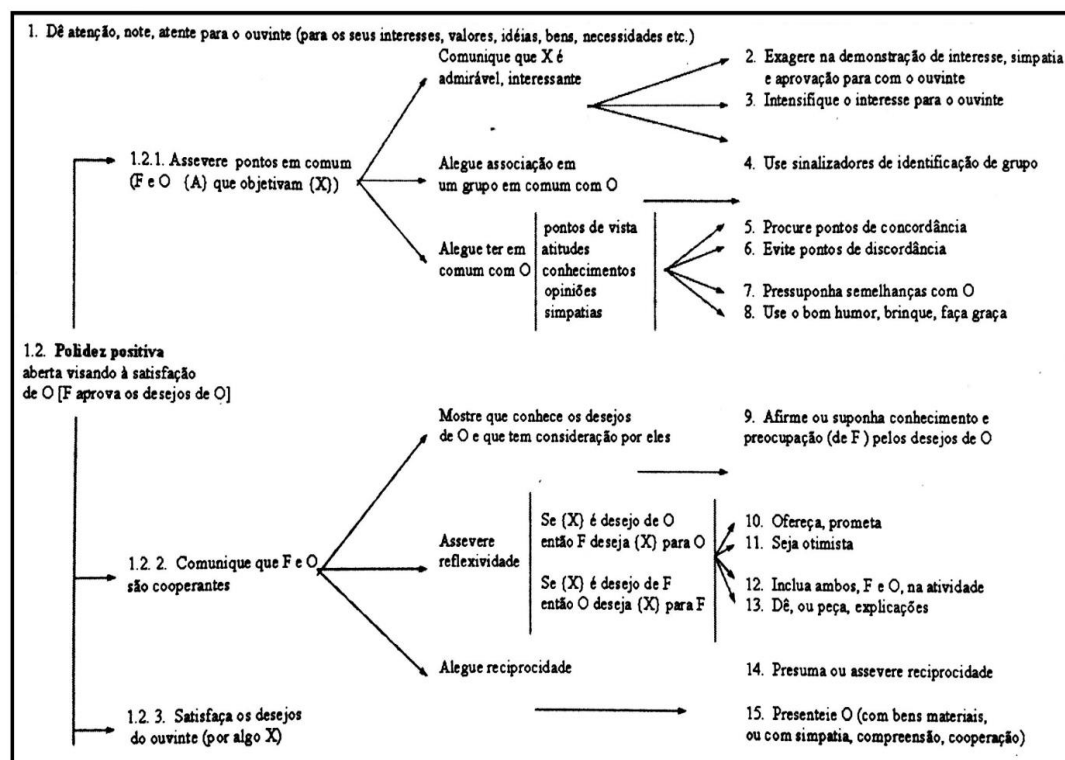 1. Dê atenção, note, atente para o ouvinte (para os seus interesses, valores, idéias, bens, necessidades etc.)
Comunique que X é
admirável, interessante
2. Exagere na demonstração de interesse, simpatia
e aprovação para com o ouvinte
3. Intensifique o interesse para o ouvinte
1.2.1. Assevere pontos em comum
(F e O {A} que objetivam {X})
Alegue associação em
um grupo em comum com O
4. Use sinalizadores de identificação de grupo
Alegue ter em
comum com O
pontos de vista
atitudes
conhecimentos
opiniões
simpatias
5. Procure pontos de concordância
6. Evite pontos de discordância
7. Pressuponha semelhanças com O
8. Use o bom humor, brinque, faça graça
1.2. Polidez positiva
aberta visando à satisfação
de O [F aprova os desejos de O]
Mostre que conhece os desejos
de O e que tem consideração por eles
9. Afirme ou suponha conhecimento e
preocupação (de F ) pelos desejos de O
1.2. 2. Comunique que F e O
são cooperantes
Assevere
reflexividade
Se {X} é desejo de O
então F deseja {X} para O
Se {X} é desejo de F
então O deseja {X} para F
10. Ofereça, prometa
11. Seja otimista
12. Inclua ambos, F e O, na atividade
13. Dê, ou peça, explicações
Alegue reciprocidade
14. Presuma ou assevere reciprocidade
1.2. 3. Satisfaça os desejos
do ouvinte (por algo X)
15. Presenteie O (com bens materiais,
ou com simpatia, compreensão, cooperação)